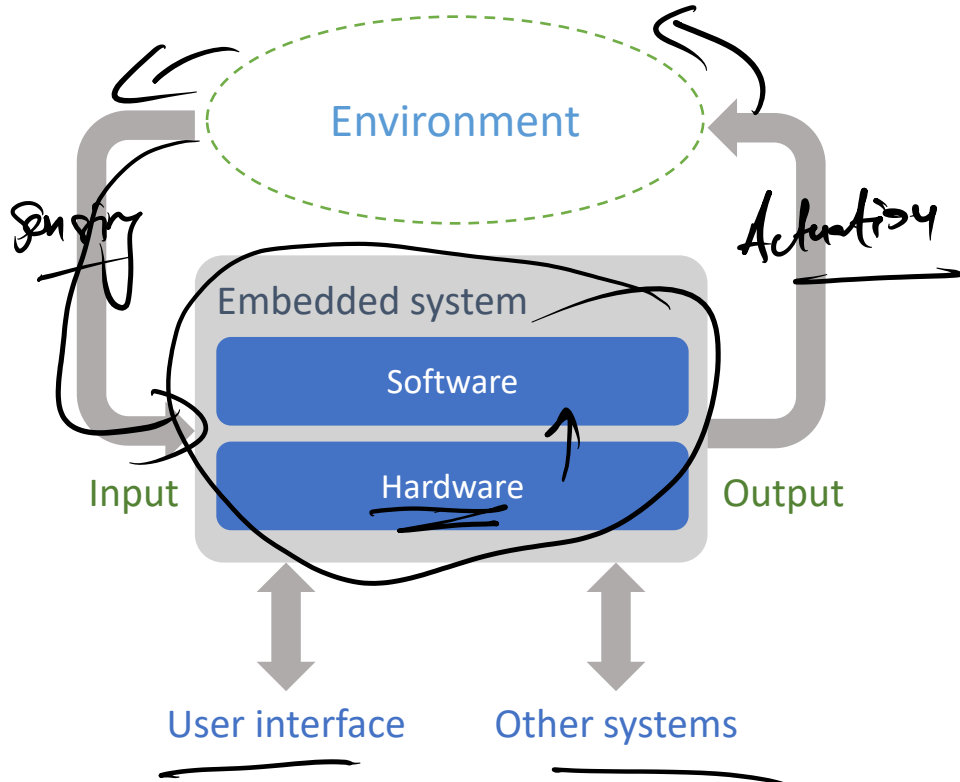 Environment
Sensing
Actuation
Embedded system
Software
Hardware
Input
Output
User interface
Other systems